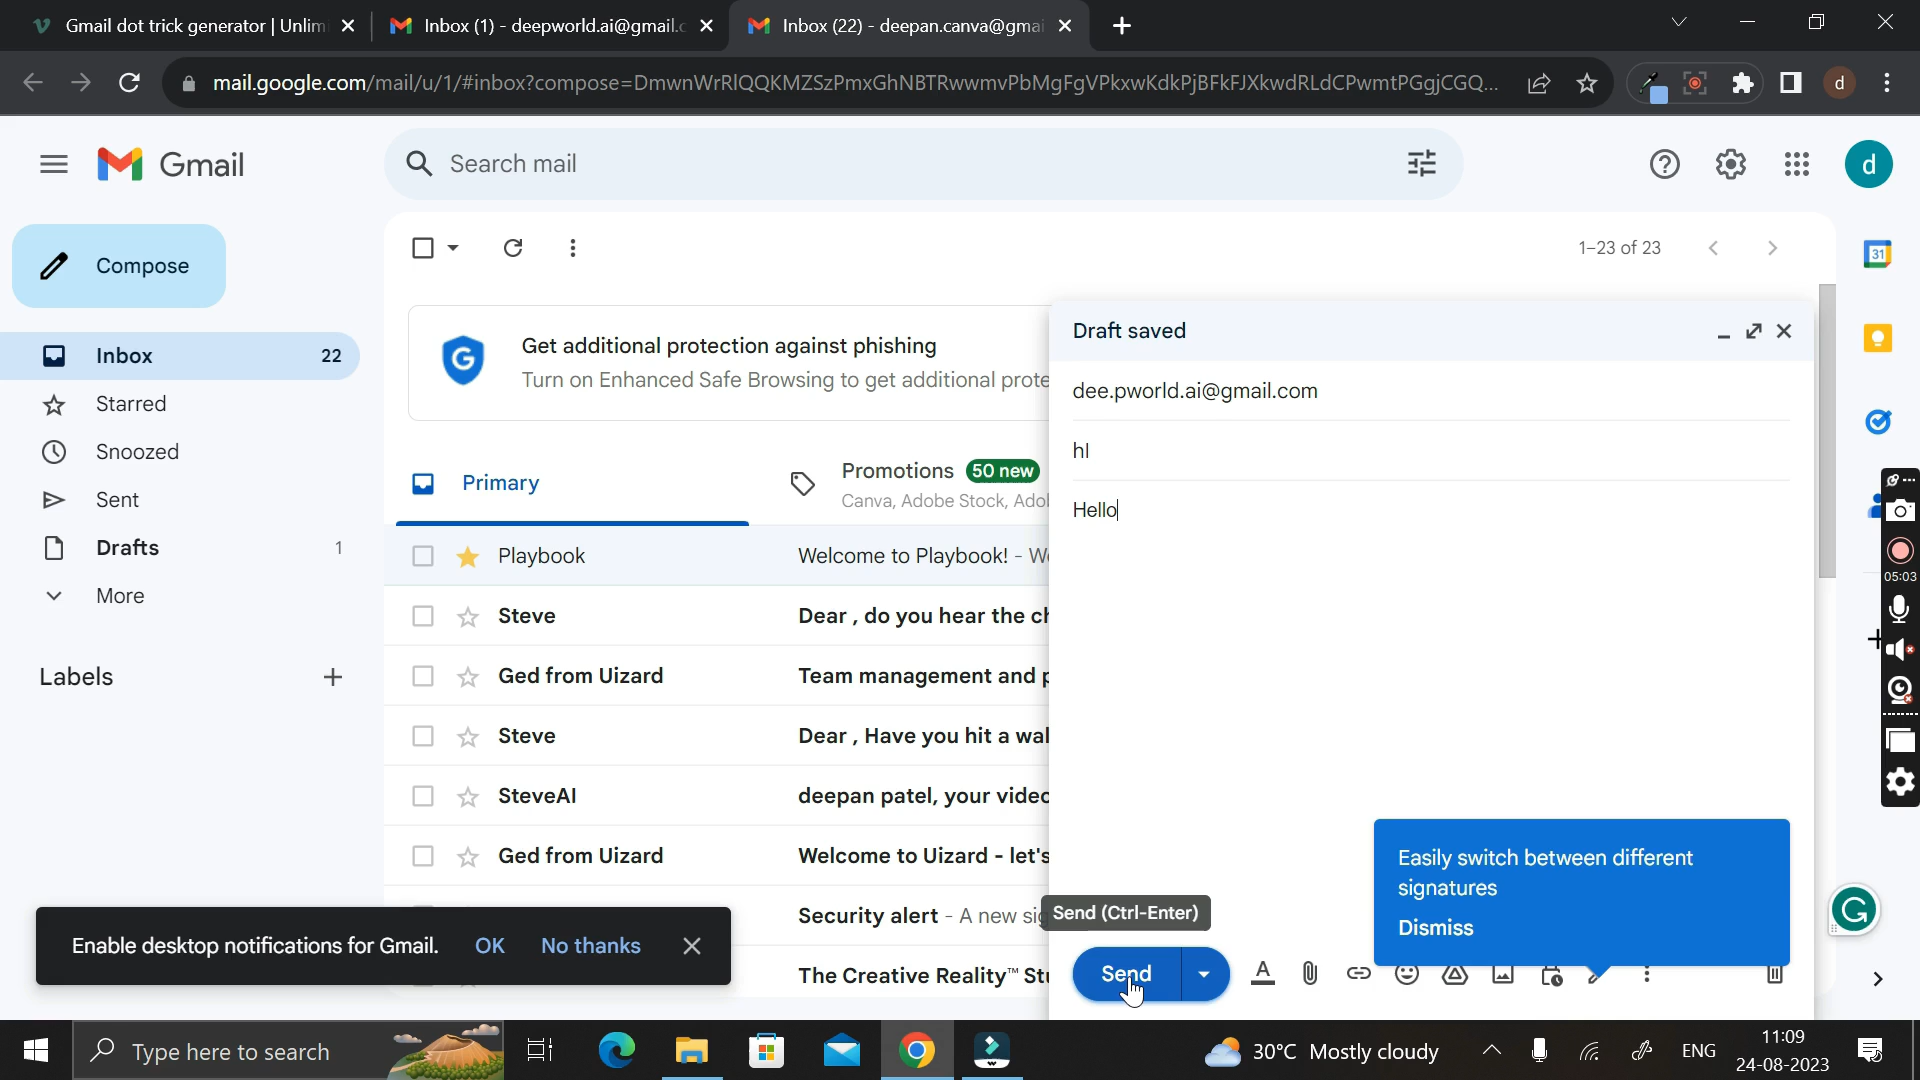 Gmail dot trick generator | Unlim
Inbox (1) - deepworld.ai@gmail.c
Inbox (22) - deepan.canva@gmai
mail.google.com/mail/u/1/#inbox?compose=DmwnWrRlQQKMZSzPmxGhNBTRwwmvPbMgFgVPkxwKdkPjBFkFJXkwdRLdCPwmtPGgjCGQ...
d
Gmail
Search mail
d
Compose
1–23 of 23
31
Inbox 22
Starred
Snoozed
Sent
Drafts 1
More
Labels
Get additional protection against phishing
Turn on Enhanced Safe Browsing to get additional prote
Primary
Promotions 50 new
Canva, Adobe Stock, Adol
Playbook Welcome to Playbook! - We
Steve Dear , do you hear the ch
Ged from Uizard Team management and p
Steve Dear , Have you hit a wal
SteveAI deepan patel, your videc
Ged from Uizard Welcome to Uizard - let's
Security alert - A new sig
The Creative Reality™ Stu
Draft saved
dee.pworld.ai@gmail.com
hI
Hello
05:03
Easily switch between different
signatures
Dismiss
Send (Ctrl-Enter)
Send
Enable desktop notifications for Gmail. OK No thanks
Type here to search
30°C Mostly cloudy
ENG
11:09
24-08-2023